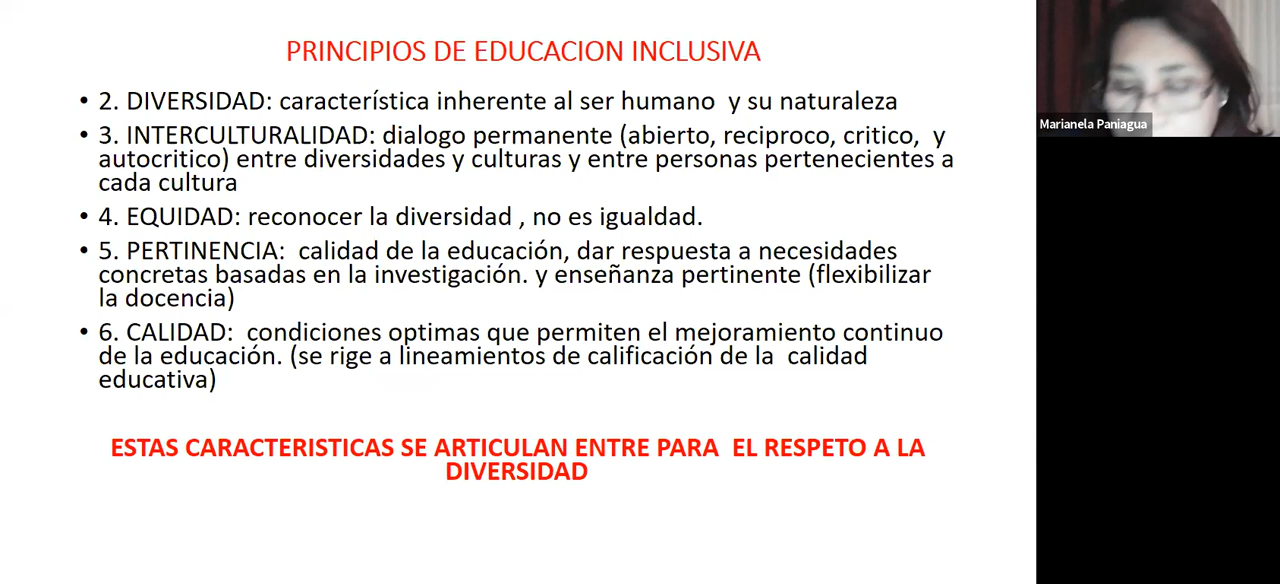 PRINCIPIOS DE EDUCACION INCLUSIVA
• 2. DIVERSIDAD: característica inherente al ser humano  y su naturaleza
• 3. INTERCULTURALIDAD: dialogo permanente (abierto, reciproco, critico,  y
autocritico) entre diversidades y culturas y entre personas pertenecientes a
cada cultura
• 4. EQUIDAD: reconocer la diversidad , no es igualdad.
• 5. PERTINENCIA:  calidad de la educación, dar respuesta a necesidades
concretas basadas en la investigación. y enseñanza pertinente (flexibilizar
la docencia)
• 6. CALIDAD:  condiciones optimas que permiten el mejoramiento continuo
de la educación. (se rige a lineamientos de calificación de la  calidad
educativa)
ESTAS CARACTERISTICAS SE ARTICULAN ENTRE PARA  EL RESPETO A LA
DIVERSIDAD
Marianela Paniagua